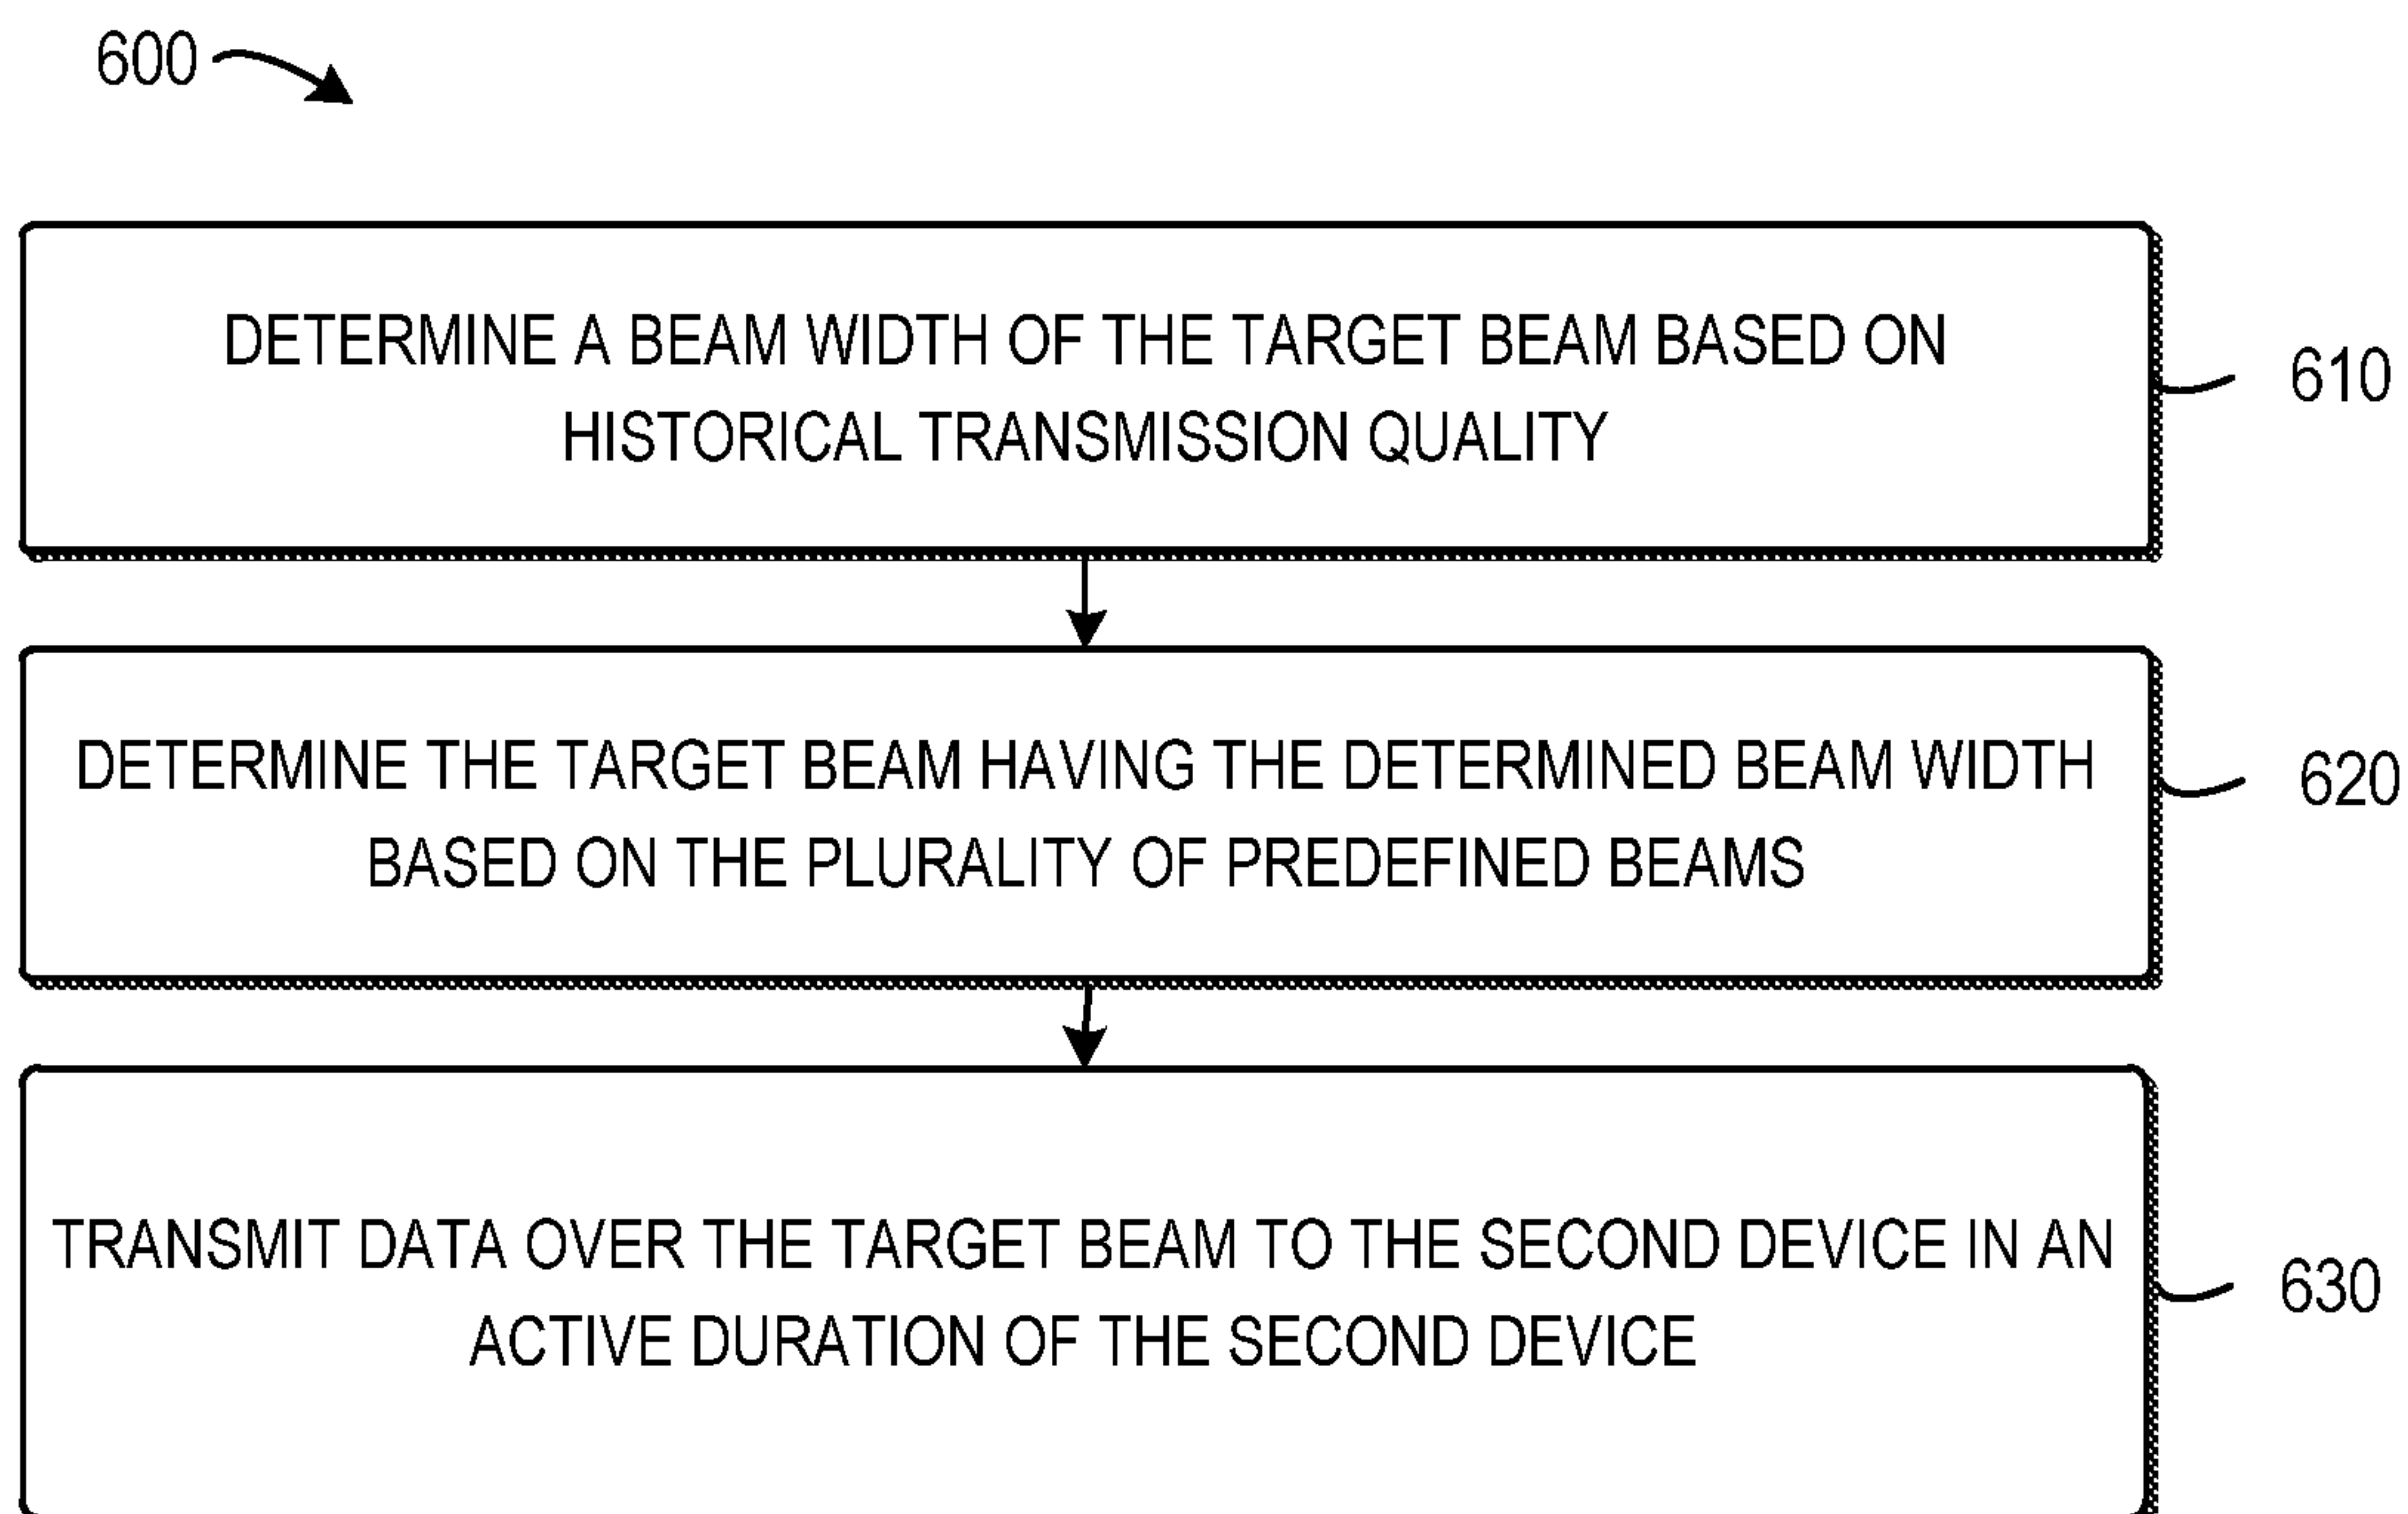 600
DETERMINE A BEAM WIDTH OF THE TARGET BEAM BASED ON
HISTORICAL TRANSMISSION QUALITY
610
DETERMINE THE TARGET BEAM HAVING THE DETERMINED BEAM WIDTH
BASED ON THE PLURALITY OF PREDEFINED BEAMS
620
TRANSMIT DATA OVER THE TARGET BEAM TO THE SECOND DEVICE IN AN
ACTIVE DURATION OF THE SECOND DEVICE
630